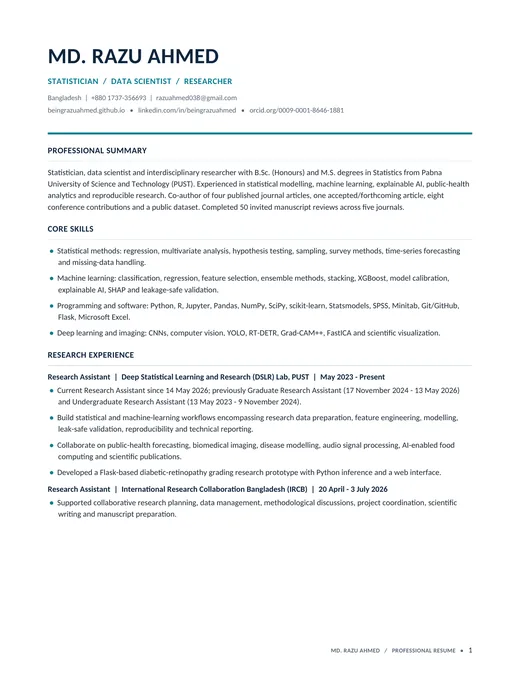 MD. RAZU AHMED
STATISTICIAN / DATA SCIENTIST / RESEARCHER
Bangladesh | +880 1737-356693 | razuahmed038@gmail.com
beingrazuahmed.github.io • linkedin.com/in/beingrazuahmed • orcid.org/0009-0001-8646-1881
PROFESSIONAL SUMMARY
Statistician, data scientist and interdisciplinary researcher with B.Sc. (Honours) and M.S. degrees in Statistics from Pabna
University of Science and Technology (PUST). Experienced in statistical modelling, machine learning, explainable AI, public-health
analytics and reproducible research. Co-author of four published journal articles, one accepted/forthcoming article, eight
conference contributions and a public dataset. Completed 50 invited manuscript reviews across five journals.
CORE SKILLS
• Statistical methods: regression, multivariate analysis, hypothesis testing, sampling, survey methods, time-series forecasting
and missing-data handling.
• Machine learning: classification, regression, feature selection, ensemble methods, stacking, XGBoost, model calibration,
explainable AI, SHAP and leakage-safe validation.
• Programming and software: Python, R, Jupyter, Pandas, NumPy, SciPy, scikit-learn, Statsmodels, SPSS, Minitab, Git/GitHub,
Flask, Microsoft Excel.
• Deep learning and imaging: CNNs, computer vision, YOLO, RT-DETR, Grad-CAM++, FastICA and scientific visualization.
RESEARCH EXPERIENCE
Research Assistant | Deep Statistical Learning and Research (DSLR) Lab, PUST | May 2023 - Present
• Current Research Assistant since 14 May 2026; previously Graduate Research Assistant (17 November 2024 - 13 May 2026)
and Undergraduate Research Assistant (13 May 2023 - 9 November 2024).
• Build statistical and machine-learning workflows encompassing research data preparation, feature engineering, modelling,
leak-safe validation, reproducibility and technical reporting.
• Collaborate on public-health forecasting, biomedical imaging, disease modelling, audio signal processing, AI-enabled food
computing and scientific publications.
• Developed a Flask-based diabetic-retinopathy grading research prototype with Python inference and a web interface.
Research Assistant | International Research Collaboration Bangladesh (IRCB) | 20 April - 3 July 2026
• Supported collaborative research planning, data management, methodological discussions, project coordination, scientific
writing and manuscript preparation.
MD. RAZU AHMED / PROFESSIONAL RESUME • 1